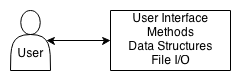 User
User Interface
Methods
Data Structures
File I/O